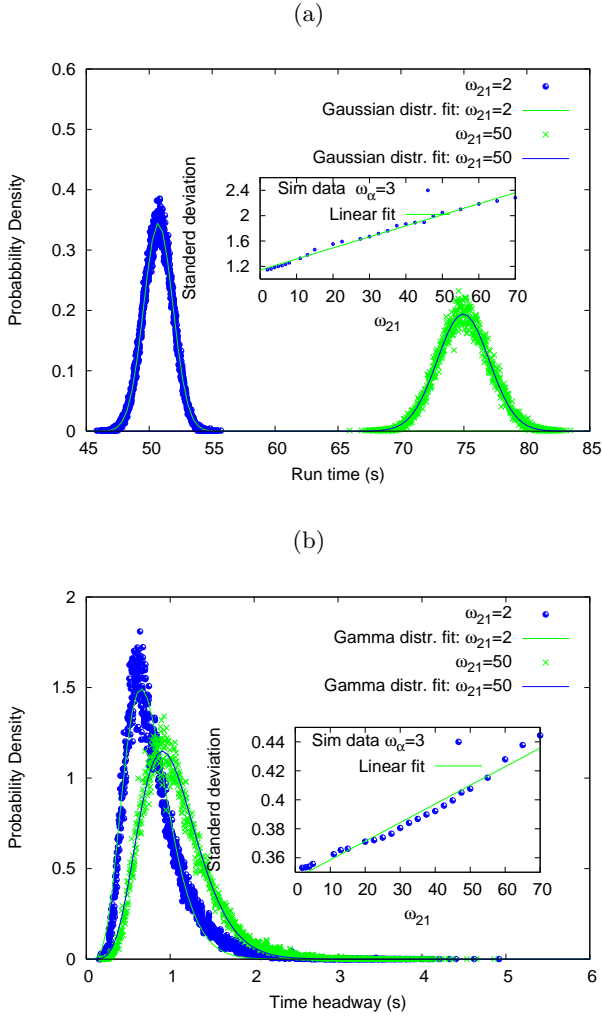 (a)
0.6
0.5
0.4
0.3
0.2
0.1
0
45 50 55 60 65 70 75 80 85
Probabbility Density
Run time (s)
ω21=2
Gaussian distr. fit: ω21=2
ω21=50
Gaussian distr. fit: ω21=50
Standerd deviation
2.4
2.0
1.6
1.2
0 10 20 30 40 50 60 70
ω21
Sim data ωα=3
Linear fit
(b)
2
1.5
1
0.5
0
0 1 2 3 4 5 6
Probability Density
Time headway (s)
ω21=2
Gamma distr. fit: ω21=2
ω21=50
Gamma distr. fit: ω21=50
Standerd deviation
0.44
0.42
0.4
0.38
0.36
0 10 20 30 40 50 60 70
ω21
Sim data ωα=3
Linear fit